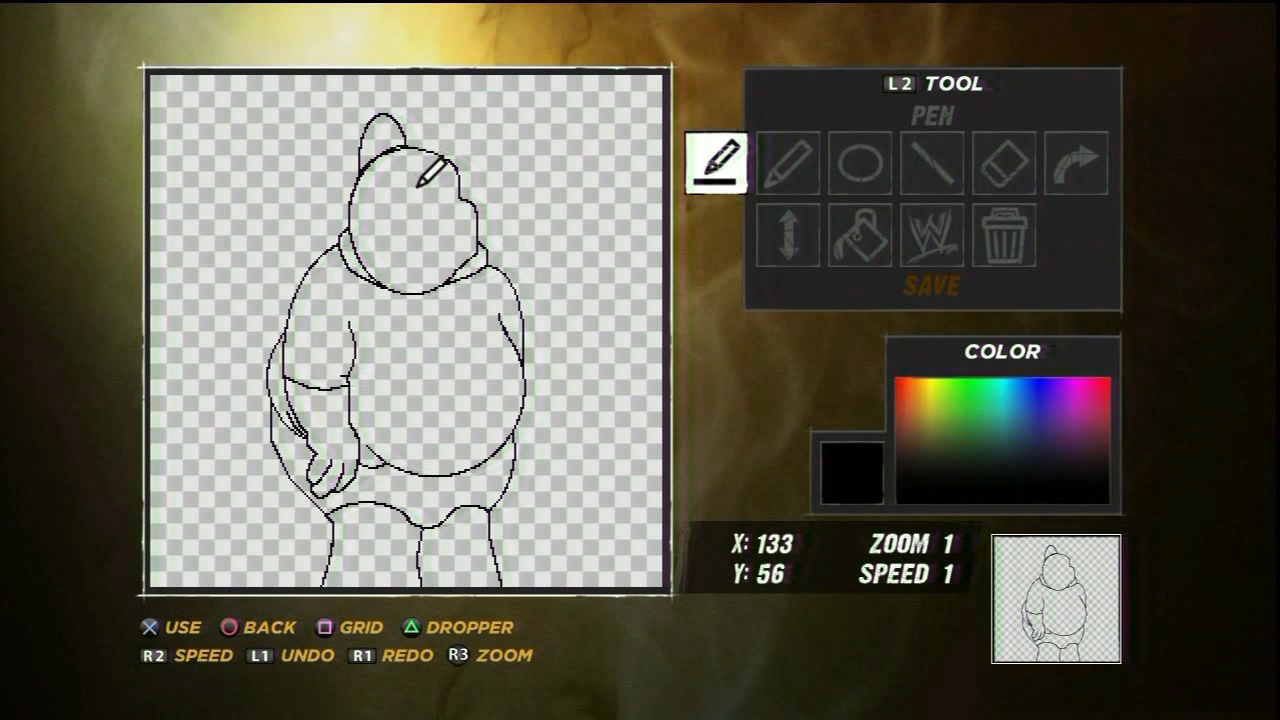 L2 TOOL
PEN
W
SAVE
COLOR
X: 133 ZOOM 1
Y: 56 SPEED 1
USE BACK GRID DROPPER
R2 SPEED L1 UNDO R1 REDO R3 ZOOM